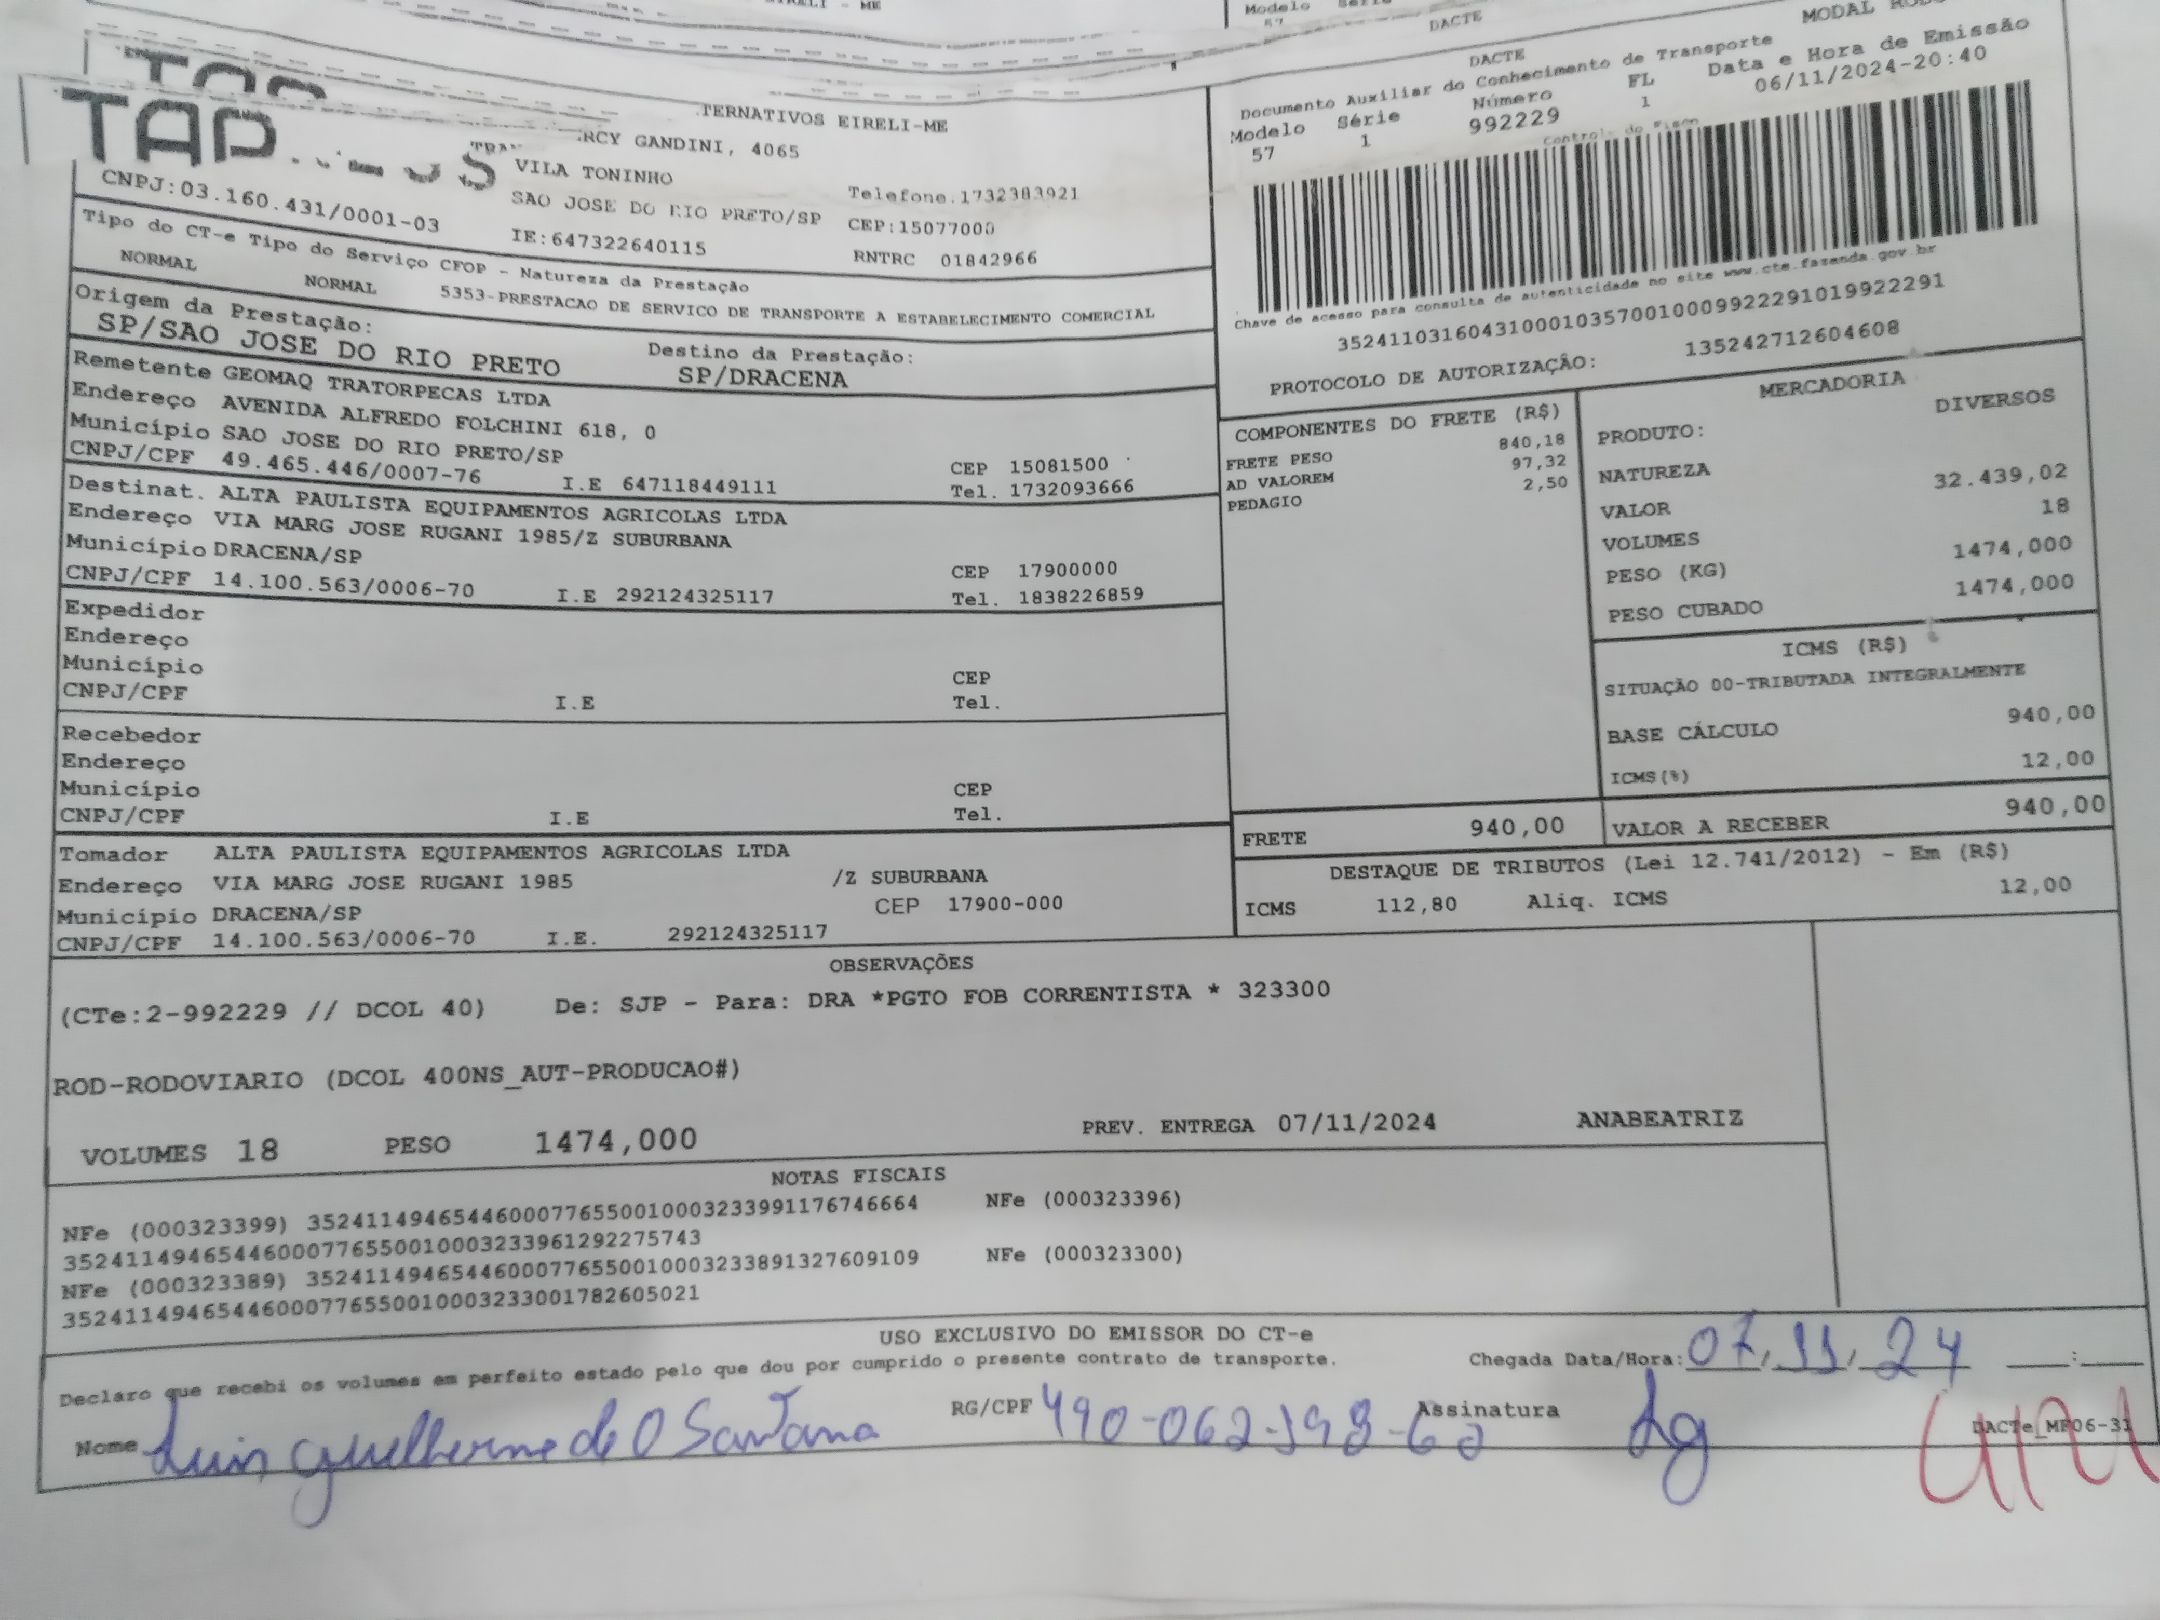 EIRELI - ME
Modelo
57
DACTE
TAP
TERNATIVOS EIRELI-ME
RCY GANDINI, 4065
VILA TONINHO
SAO JOSE DO RIO PRETO/SP
Telefone.1732383921
CEP:15077000
CNPJ:03.160.431/0001-03
IE:647322640115
RNTRC 01842966
DACTE
MODAL
Documento Auxiliar do Conhecimento de Transporte
Modelo Série Número FL Data e Hora de Emissão
57 1 992229 1 06/11/2024-20:40
Controle do Fisco
Chave de acesso para consulta de autenticidade no site www.cte.fazenda.gov.br
35241103160431000103570010009922291019922291
PROTOCOLO DE AUTORIZAÇÃO: 135242712604608
Tipo do CT-e Tipo do Serviço CFOP - Natureza da Prestação
NORMAL NORMAL 5353-PRESTACAO DE SERVICO DE TRANSPORTE A ESTABELECIMENTO COMERCIAL
Origem da Prestação: Destino da Prestação:
SP/SAO JOSE DO RIO PRETO SP/DRACENA
Remetente GEOMAQ TRATORPECAS LTDA
Endereço AVENIDA ALFREDO FOLCHINI 618, 0
Município SAO JOSE DO RIO PRETO/SP CEP 15081500
CNPJ/CPF 49.465.446/0007-76 I.E 647118449111 Tel. 1732093666
Destinat. ALTA PAULISTA EQUIPAMENTOS AGRICOLAS LTDA
Endereço VIA MARG JOSE RUGANI 1985/Z SUBURBANA
Município DRACENA/SP CEP 17900000
CNPJ/CPF 14.100.563/0006-70 I.E 292124325117 Tel. 1838226859
Expedidor
Endereço
Município CEP
CNPJ/CPF I.E Tel.
Recebedor
Endereço
Município CEP
CNPJ/CPF I.E Tel.
Tomador ALTA PAULISTA EQUIPAMENTOS AGRICOLAS LTDA
Endereço VIA MARG JOSE RUGANI 1985 /Z SUBURBANA
Município DRACENA/SP CEP 17900-000
CNPJ/CPF 14.100.563/0006-70 I.E. 292124325117
COMPONENTES DO FRETE (R$)
FRETE PESO 840,18
AD VALOREM 97,32
PEDAGIO 2,50
MERCADORIA
PRODUTO: DIVERSOS
NATUREZA
VALOR 32.439,02
VOLUMES 18
PESO (KG) 1474,000
PESO CUBADO 1474,000
ICMS (R$)
SITUAÇÃO 00-TRIBUTADA INTEGRALMENTE
BASE CÁLCULO 940,00
ICMS(%) 12,00
FRETE 940,00 VALOR A RECEBER 940,00
DESTAQUE DE TRIBUTOS (Lei 12.741/2012) - Em (R$)
ICMS 112,80 Aliq. ICMS 12,00
OBSERVAÇÕES
(CTe:2-992229 // DCOL 40) De: SJP - Para: DRA *PGTO FOB CORRENTISTA * 323300
ROD-RODOVIARIO (DCOL 400NS_AUT-PRODUCAO#)
VOLUMES 18 PESO 1474,000 PREV. ENTREGA 07/11/2024 ANABEATRIZ
NOTAS FISCAIS
NFe (000323399) 35241149465446000776550010003233991176746664 NFe (000323396)
35241149465446000776550010003233961292275743
NFe (000323389) 35241149465446000776550010003233891327609109 NFe (000323300)
35241149465446000776550010003233001782605021
USO EXCLUSIVO DO EMISSOR DO CT-e
Declaro que recebi os volumes em perfeito estado pelo que dou por cumprido o presente contrato de transporte. Chegada Data/Hora: 07/11/24 :
Nome Luis Guilherme de O Santana RG/CPF 490-062-198-62 Assinatura Lg
DACTe_MF06-31